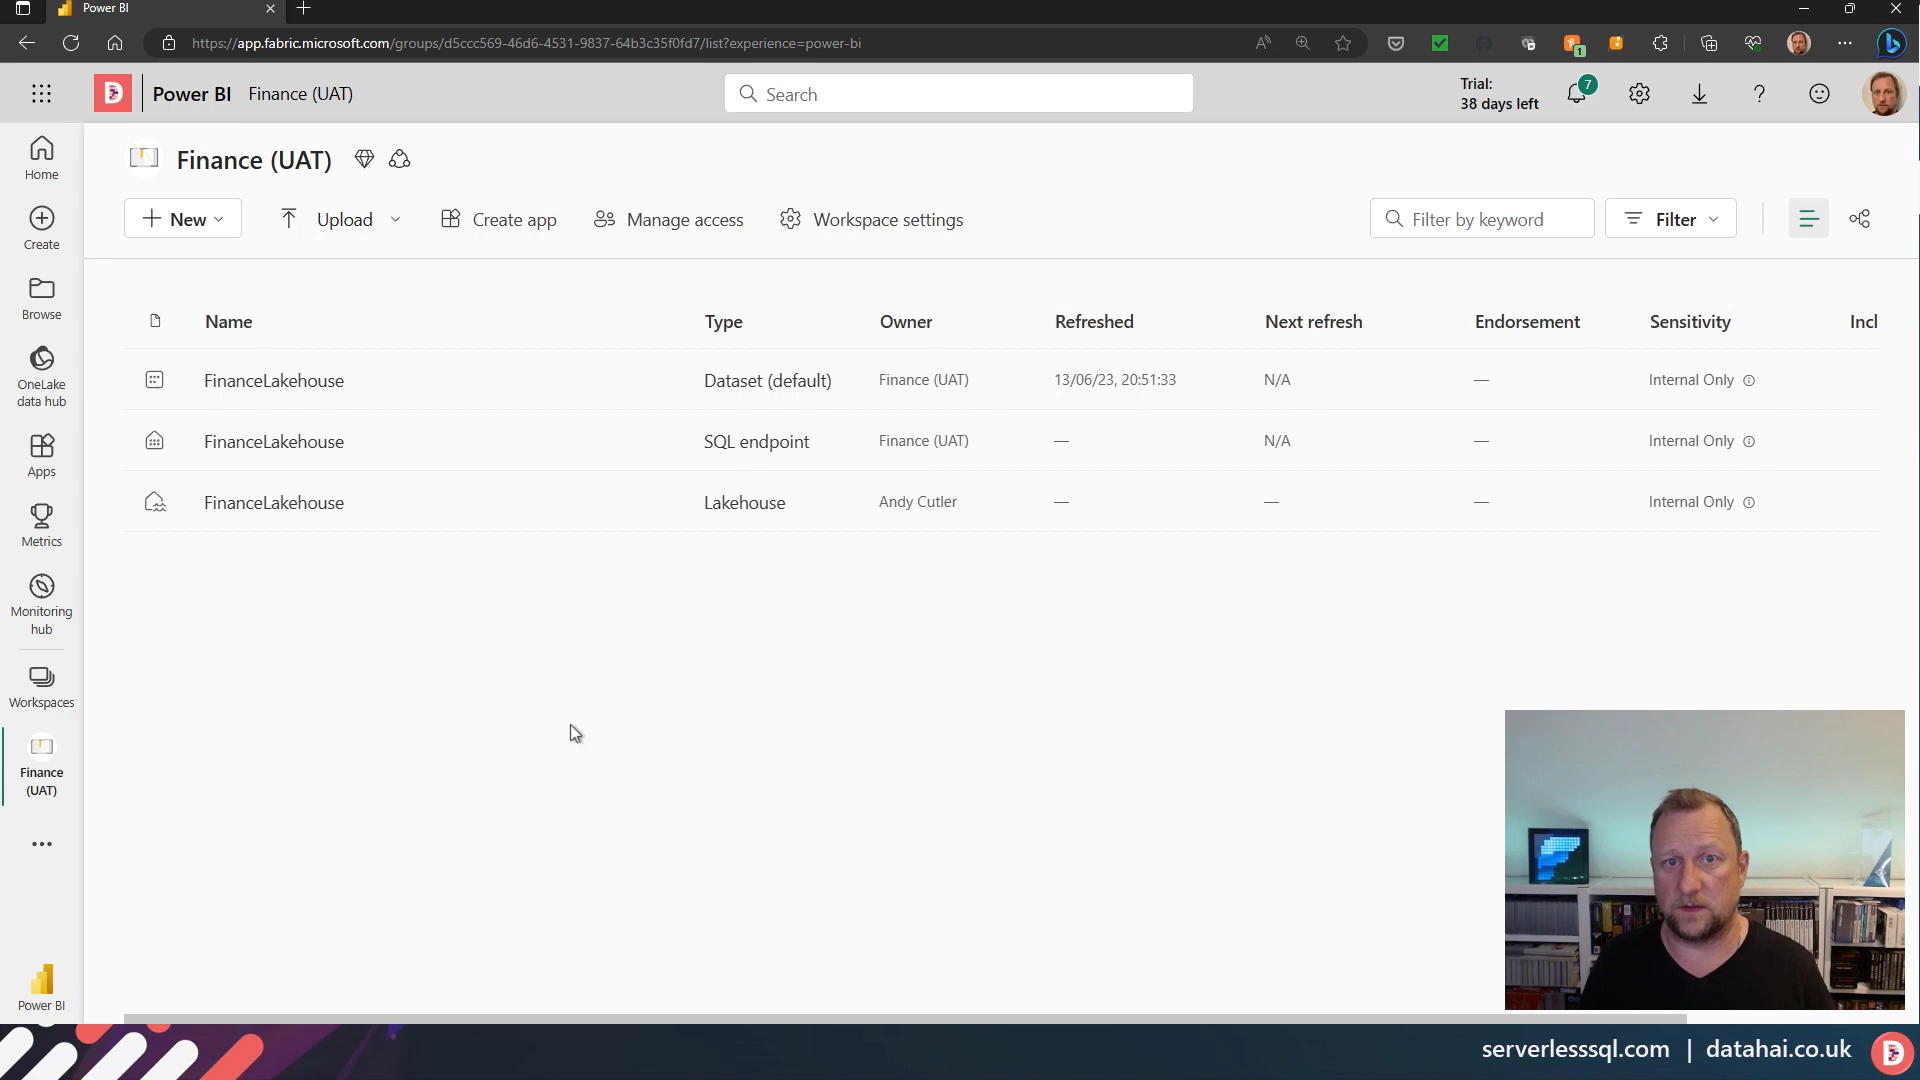 Power BI
https://app.fabric.microsoft.com/groups/d5ccc569-46d6-4531-9837-64b3c35f0fd7/list?experience=power-bi
1
Power BI Finance (UAT)
Search
Trial:
38 days left
7
Home
Create
Browse
OneLake
data hub
Apps
Metrics
Monitoring
hub
Workspaces
Finance
(UAT)
Power BI
Finance (UAT)
New
Upload
Create app
Manage access
Workspace settings
Filter by keyword
Filter
Name Type Owner Refreshed Next refresh Endorsement Sensitivity Incl
FinanceLakehouse Dataset (default) Finance (UAT) 13/06/23, 20:51:33 N/A — Internal Only
FinanceLakehouse SQL endpoint Finance (UAT) — N/A — Internal Only
FinanceLakehouse Lakehouse Andy Cutler — — — Internal Only
serverlesssql.com | datahai.co.uk